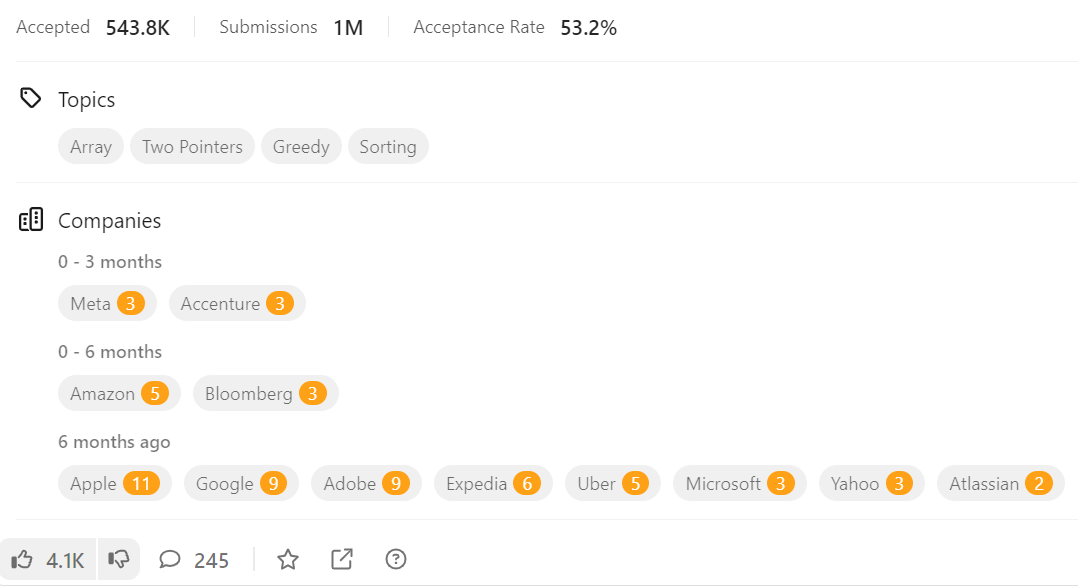 Accepted 543.8K Submissions 1M Acceptance Rate 53.2%
Topics
Array Two Pointers Greedy Sorting
Companies
0 - 3 months
Meta 3 Accenture 3
0 - 6 months
Amazon 5 Bloomberg 3
6 months ago
Apple 11 Google 9 Adobe 9 Expedia 6 Uber 5 Microsoft 3 Yahoo 3 Atlassian 2
4.1K 245